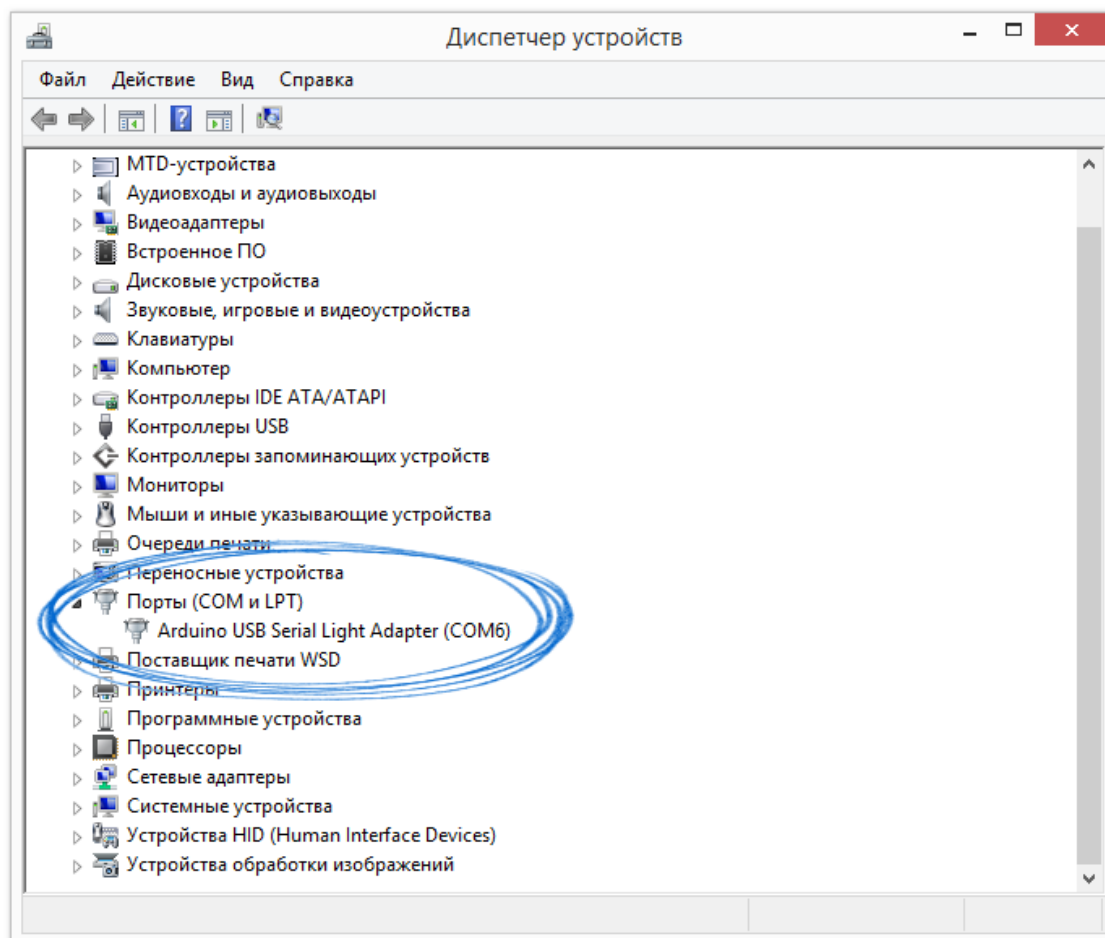 Диспетчер устройств
Файл Действие Вид Справка
MTD-устройства
Аудиовходы и аудиовыходы
Видеоадаптеры
Встроенное ПО
Дисковые устройства
Звуковые, игровые и видеоустройства
Клавиатуры
Компьютер
Контроллеры IDE ATA/ATAPI
Контроллеры USB
Контроллеры запоминающих устройств
Мониторы
Мыши и иные указывающие устройства
Очереди печати
Переносные устройства
Порты (COM и LPT)
Arduino USB Serial Light Adapter (COM6)
Поставщик печати WSD
Принтеры
Программные устройства
Процессоры
Сетевые адаптеры
Системные устройства
Устройства HID (Human Interface Devices)
Устройства обработки изображений